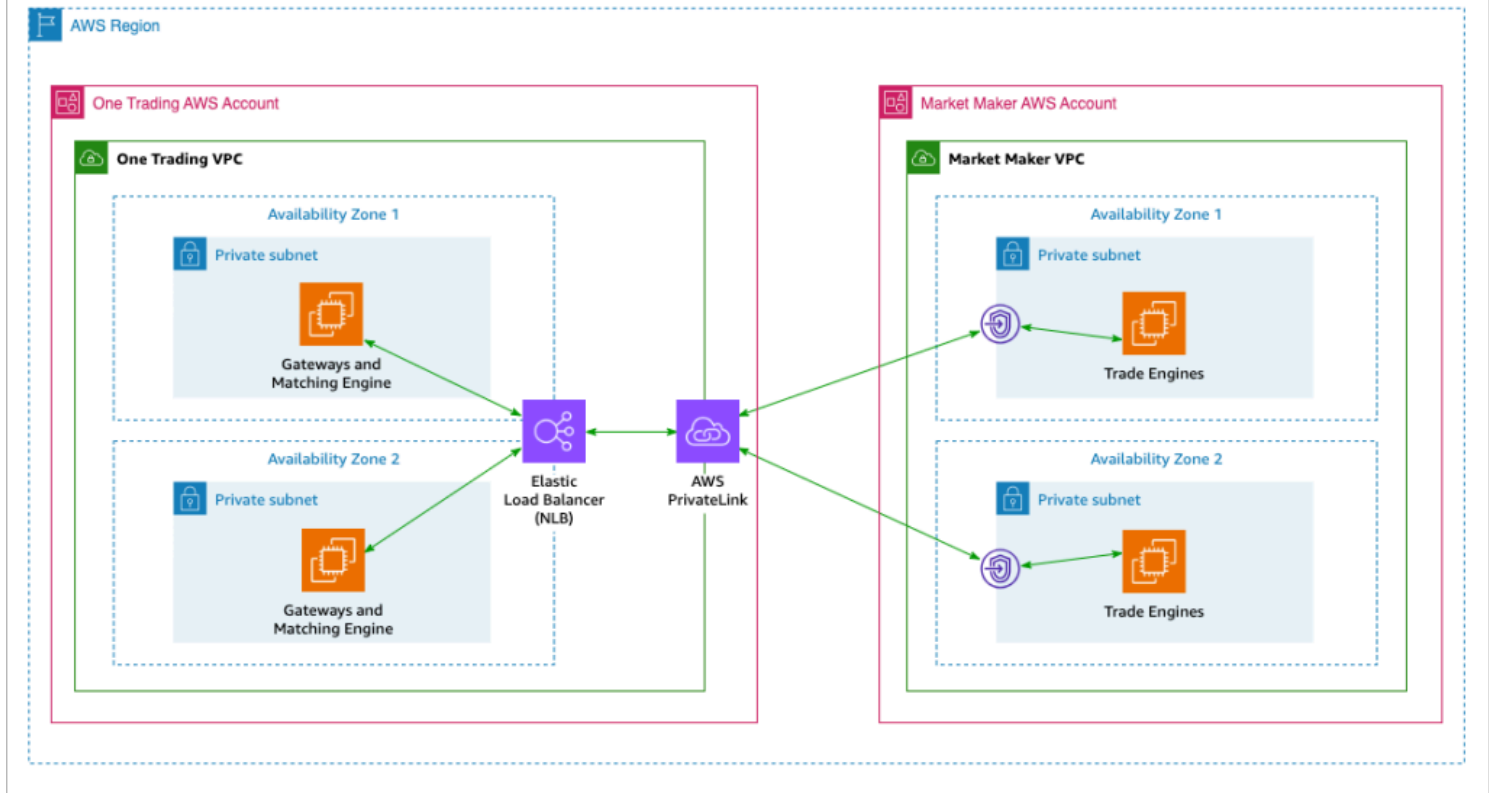 AWS Region
One Trading AWS Account
One Trading VPC
Availability Zone 1
Private subnet
Gateways and
Matching Engine
Availability Zone 2
Private subnet
Gateways and
Matching Engine
Elastic
Load Balancer
(NLB)
AWS
PrivateLink
Market Maker AWS Account
Market Maker VPC
Availability Zone 1
Private subnet
Trade Engines
Availability Zone 2
Private subnet
Trade Engines